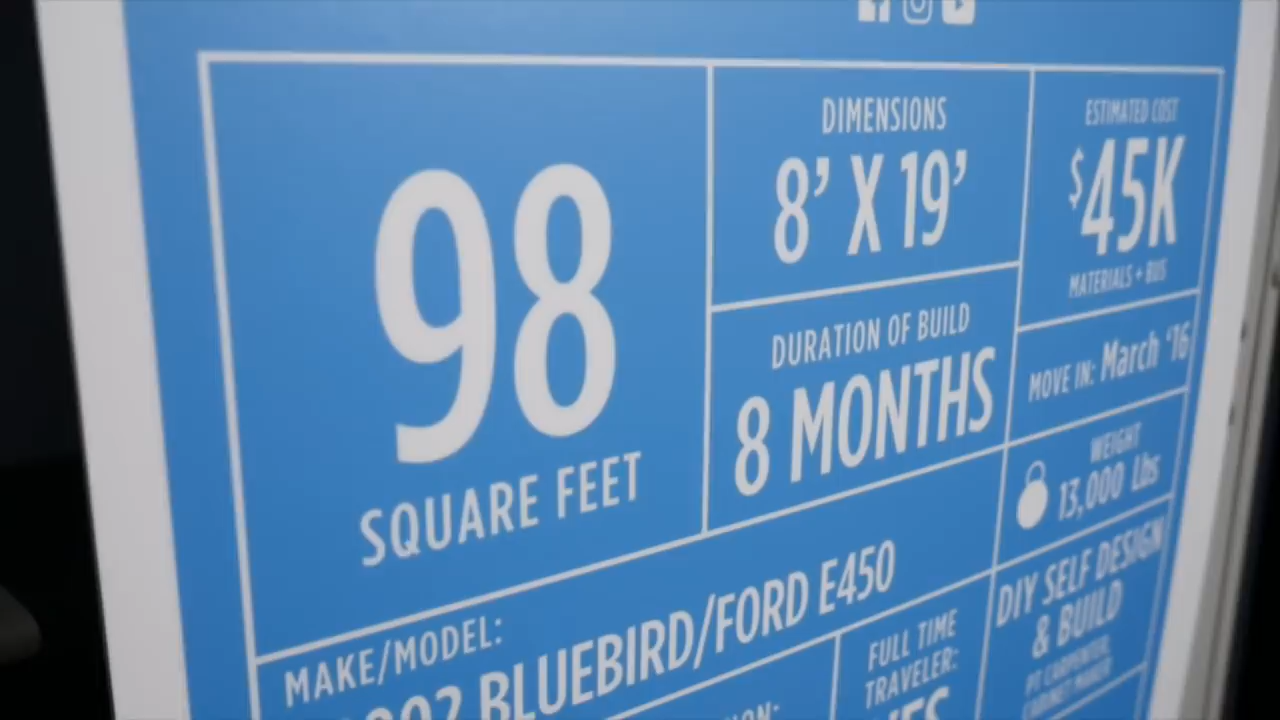 98
SQUARE FEET
DIMENSIONS
8’ X 19’
DURATION OF BUILD
8 MONTHS
ESTIMATED COST
$45K
MATERIALS + BUS
MOVE IN: March ‘16
WEIGHT
13,000 Lbs
MAKE/MODEL:
BLUEBIRD/FORD E450
FULL TIME
TRAVELER:
YES
DIY SELF DESIGN
& BUILD